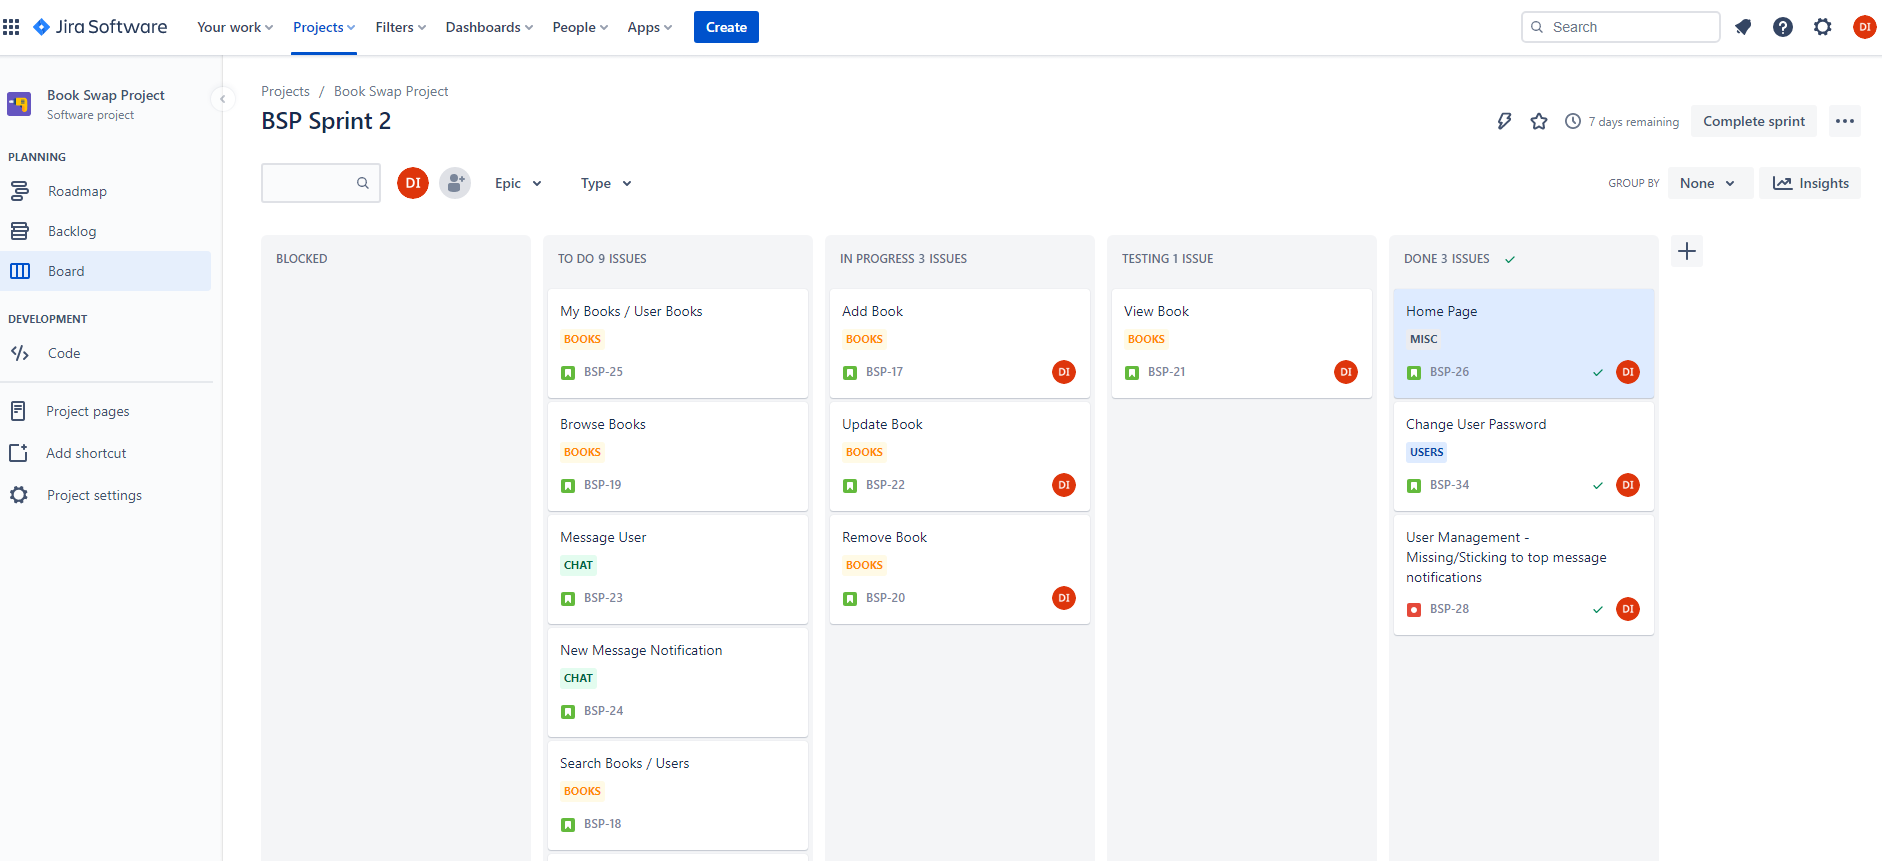 Jira Software
Your work
Projects
Filters
Dashboards
People
Apps
Create
Search
DI
Book Swap Project
Software project
PLANNING
Roadmap
Backlog
Board
DEVELOPMENT
Code
Project pages
Add shortcut
Project settings
Projects / Book Swap Project
BSP Sprint 2
7 days remaining
Complete sprint
DI
Epic
Type
GROUP BY
None
Insights
BLOCKED
TO DO 9 ISSUES
My Books / User Books
BOOKS
BSP-25
Browse Books
BOOKS
BSP-19
Message User
CHAT
BSP-23
New Message Notification
CHAT
BSP-24
Search Books / Users
BOOKS
BSP-18
IN PROGRESS 3 ISSUES
Add Book
BOOKS
BSP-17
DI
Update Book
BOOKS
BSP-22
DI
Remove Book
BOOKS
BSP-20
DI
TESTING 1 ISSUE
View Book
BOOKS
BSP-21
DI
DONE 3 ISSUES
Home Page
MISC
BSP-26
DI
Change User Password
USERS
BSP-34
DI
User Management -
Missing/Sticking to top message
notifications
BSP-28
DI